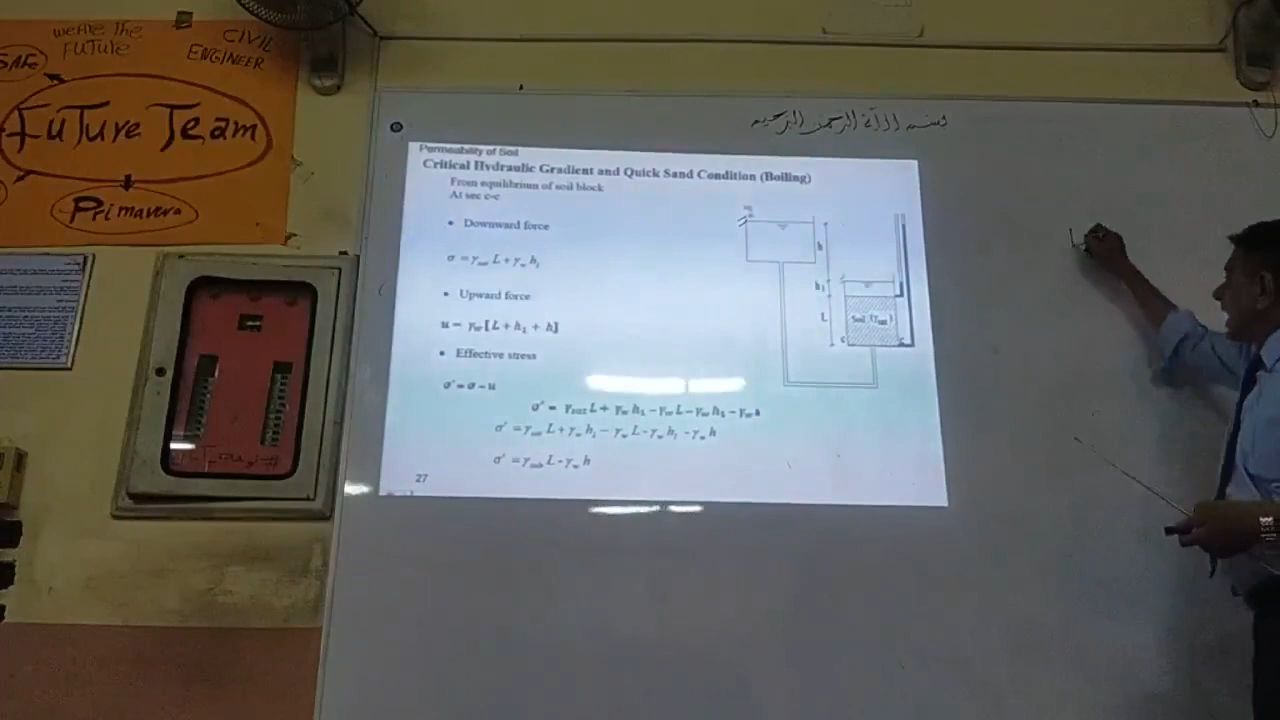 WeARe The
FuTuRe
CIVIL
ENGINEER
SAFe
FuTuRe TeAm
PRimaveRa
بسم الله الرحمن الرحيم
Permeability of Soil
Critical Hydraulic Gradient and Quick Sand Condition (Boiling)
From equilibrium of soil block
At sec c-c
• Downward force
σ = γsat L + γw h1
• Upward force
u = γw [L + h1 + h]
• Effective stress
σ' = σ - u
σ' = γsat L + γw h1 - γw L - γw h1 - γw h
σ' = γsat L + γw h1 - γw L - γw h1 - γw h
σ' = γsub L - γw h
27
h
h1
L
Soil (γsat)
c
c